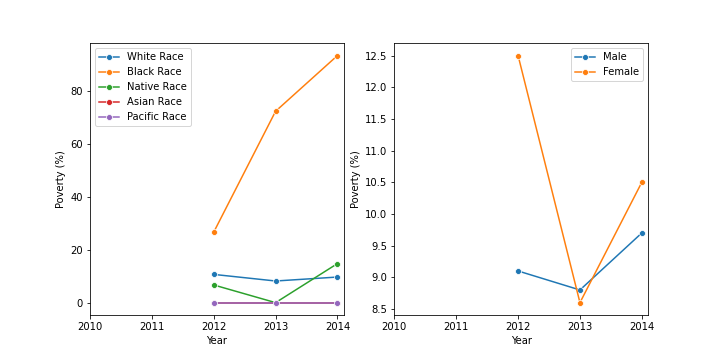 White Race
Black Race
Native Race
Asian Race
Pacific Race
80
60
40
20
0
Poverty (%)
2010 2011 2012 2013 2014
Year
Male
Female
12.5
12.0
11.5
11.0
10.5
10.0
9.5
9.0
8.5
Poverty (%)
2010 2011 2012 2013 2014
Year